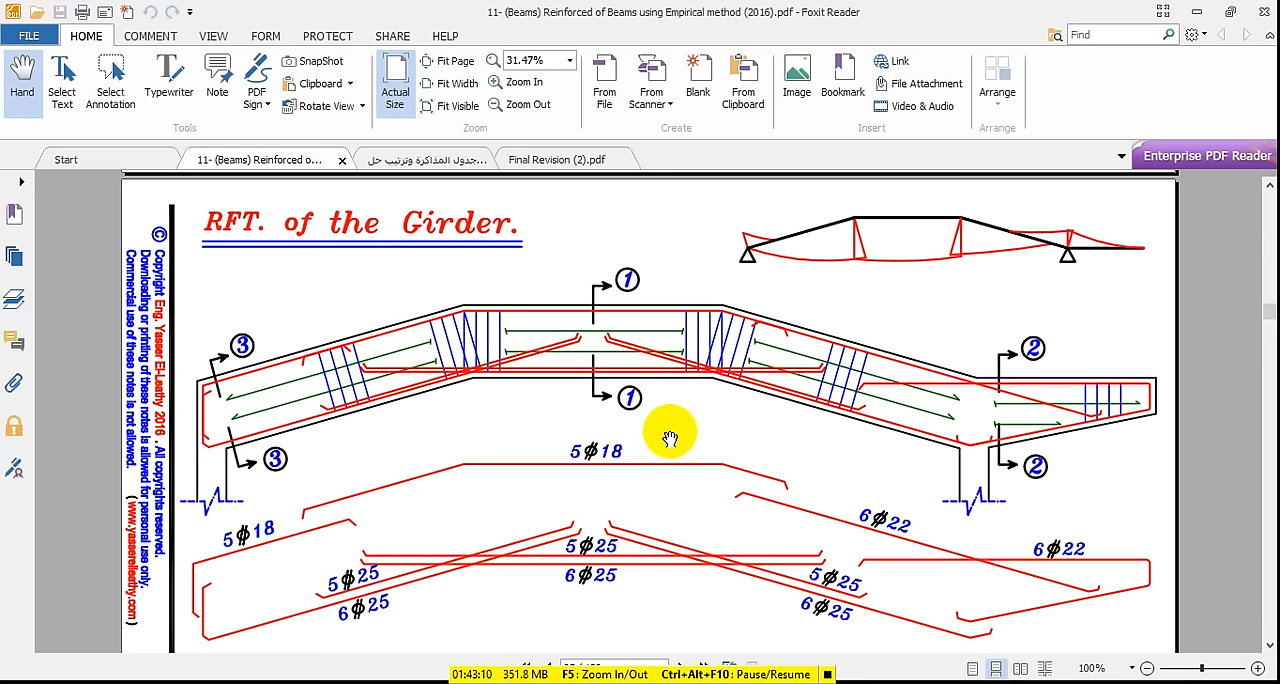 11- (Beams) Reinforced of Beams using Empirical method (2016).pdf - Foxit Reader
FILE HOME COMMENT VIEW FORM PROTECT SHARE HELP
Find
Hand
Select Text
Select Annotation
Typewriter
Note
PDF Sign
SnapShot
Clipboard
Rotate View
Tools
Actual Size
Fit Page
Fit Width
Fit Visible
31.47%
Zoom In
Zoom Out
Zoom
From File
From Scanner
Blank
From Clipboard
Create
Image
Bookmark
Link
File Attachment
Video & Audio
Insert
Arrange
Arrange
Start
11- (Beams) Reinforced o...
جدول المذاكرة وترتيب حل...
Final Revision (2).pdf
Enterprise PDF Reader
© Copyright Eng. Yasser El-Leathy 2016 . All copyrights reserved.
Downloading or printing of these notes is allowed for personal use only.
Commercial use of these notes is not allowed. (www.yasserelleathy.com)
RFT. of the Girder.
1
3
2
1
3
2
5ϕ18
5ϕ18
6ϕ22
5ϕ25
6ϕ22
5ϕ25
6ϕ25
5ϕ25
6ϕ25
6ϕ25
01:43:10 351.8 MB F5: Zoom In/Out Ctrl+Alt+F10: Pause/Resume
100%